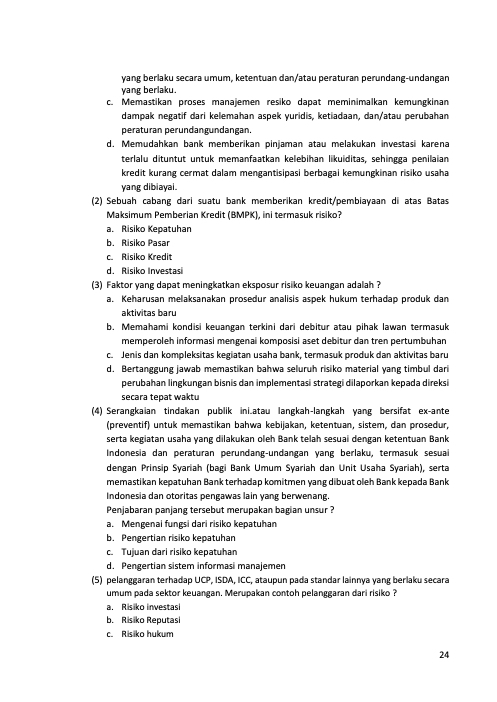 yang berlaku secara umum, ketentuan dan/atau peraturan perundang-undangan
yang berlaku.
c. Memastikan proses manajemen resiko dapat meminimalkan kemungkinan
dampak negatif dari kelemahan aspek yuridis, ketiadaan, dan/atau perubahan
peraturan perundangundangan.
d. Memudahkan bank memberikan pinjaman atau melakukan investasi karena
terlalu dituntut untuk memanfaatkan kelebihan likuiditas, sehingga penilaian
kredit kurang cermat dalam mengantisipasi berbagai kemungkinan risiko usaha
yang dibiayai.
(2) Sebuah cabang dari suatu bank memberikan kredit/pembiayaan di atas Batas
Maksimum Pemberian Kredit (BMPK), ini termasuk risiko?
a. Risiko Kepatuhan
b. Risiko Pasar
c. Risiko Kredit
d. Risiko Investasi
(3) Faktor yang dapat meningkatkan eksposur risiko keuangan adalah ?
a. Keharusan melaksanakan prosedur analisis aspek hukum terhadap produk dan
aktivitas baru
b. Memahami kondisi keuangan terkini dari debitur atau pihak lawan termasuk
memperoleh informasi mengenai komposisi aset debitur dan tren pertumbuhan
c. Jenis dan kompleksitas kegiatan usaha bank, termasuk produk dan aktivitas baru
d. Bertanggung jawab memastikan bahwa seluruh risiko material yang timbul dari
perubahan lingkungan bisnis dan implementasi strategi dilaporkan kepada direksi
secara tepat waktu
(4) Serangkaian tindakan publik ini.atau langkah-langkah yang bersifat ex-ante
(preventif) untuk memastikan bahwa kebijakan, ketentuan, sistem, dan prosedur,
serta kegiatan usaha yang dilakukan oleh Bank telah sesuai dengan ketentuan Bank
Indonesia dan peraturan perundang-undangan yang berlaku, termasuk sesuai
dengan Prinsip Syariah (bagi Bank Umum Syariah dan Unit Usaha Syariah), serta
memastikan kepatuhan Bank terhadap komitmen yang dibuat oleh Bank kepada Bank
Indonesia dan otoritas pengawas lain yang berwenang.
Penjabaran panjang tersebut merupakan bagian unsur ?
a. Mengenai fungsi dari risiko kepatuhan
b. Pengertian risiko kepatuhan
c. Tujuan dari risiko kepatuhan
d. Pengertian sistem informasi manajemen
(5) pelanggaran terhadap UCP, ISDA, ICC, ataupun pada standar lainnya yang berlaku secara
umum pada sektor keuangan. Merupakan contoh pelanggaran dari risiko ?
a. Risiko investasi
b. Risiko Reputasi
c. Risiko hukum
24